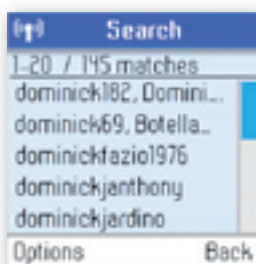 Search
1-20 / 145 matches
dominick182, Domini...
dominick69, Botella...
dominickfazio1976
dominickjanthony
dominickjardino
Options Back